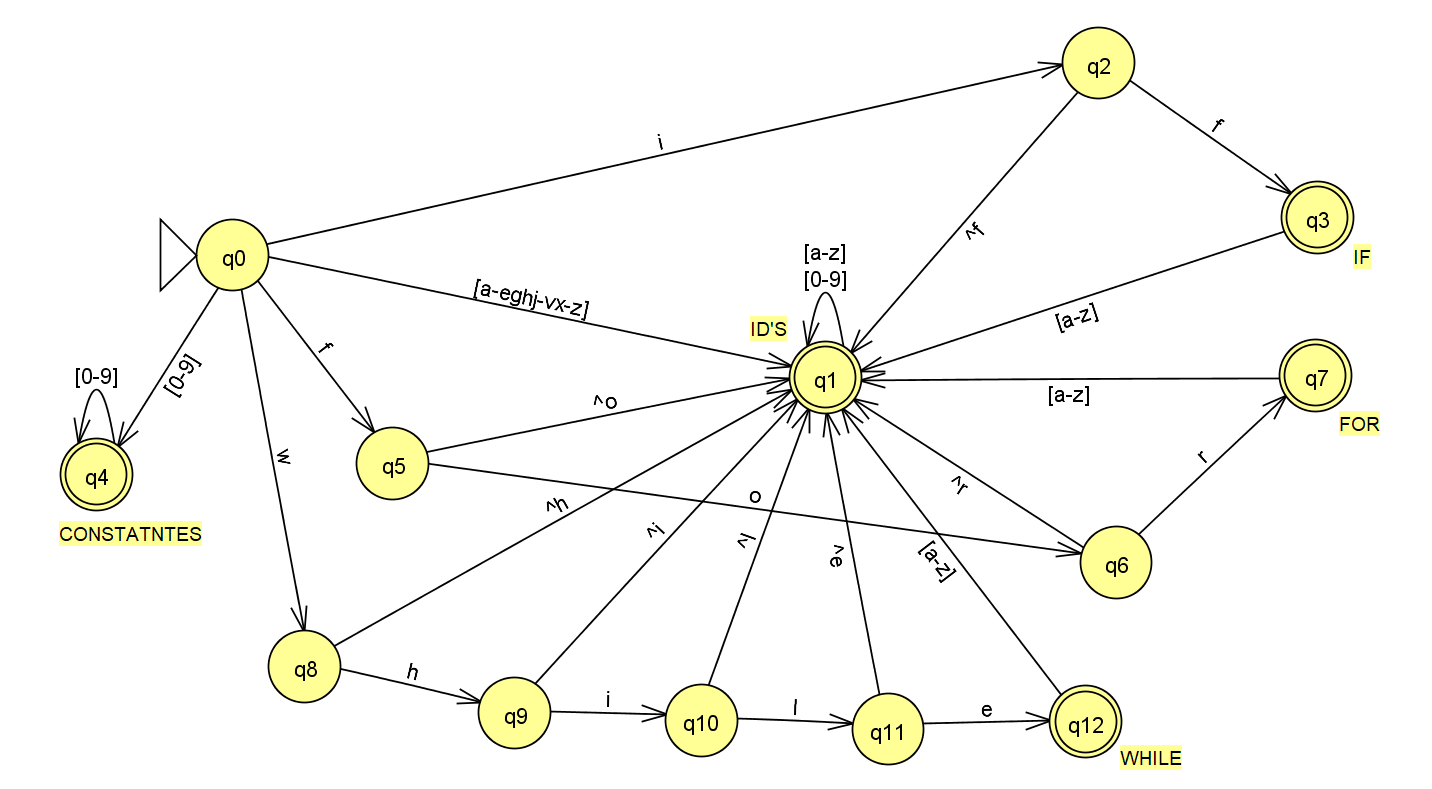 q2
i
f
q3
IF
^f
q0
[a-z]
[0-9]
[a-eghj-vx-z]
ID'S
[a-z]
f
[0-9]
[0-9]
q1
q7
[a-z]
FOR
^o
w
q5
q4
r
^r
o
^h
CONSTATNTES
^i
^l
^e
[a-z]
q6
q8
h
q9
i
q10
l
q11
e
q12
WHILE